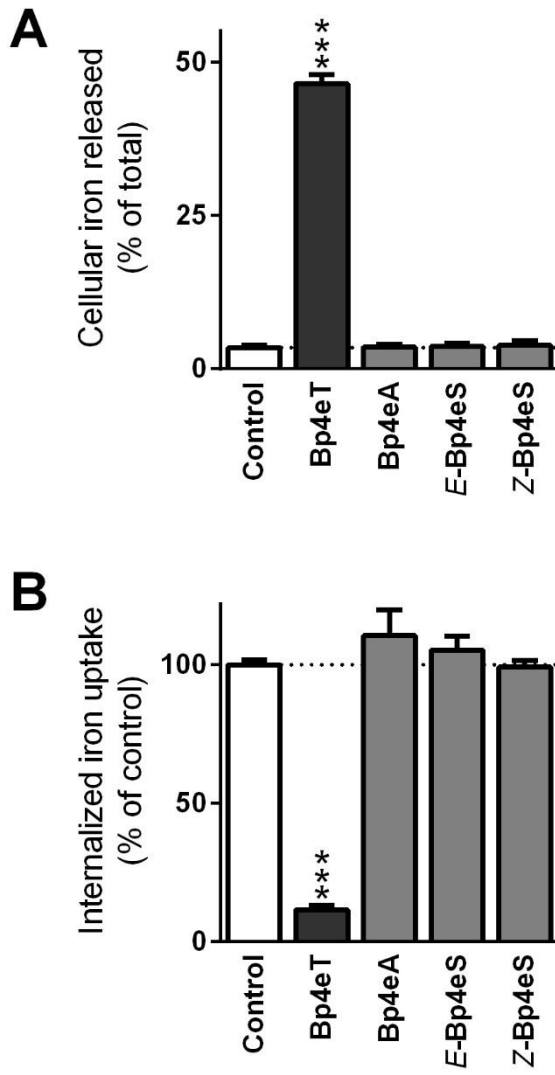 A
Cellular iron released
(% of total)
50
25
0
***
Control
Bp4eT
Bp4eA
E-Bp4eS
Z-Bp4eS
B
Internalized iron uptake
(% of control)
100
50
0
***
Control
Bp4eT
Bp4eA
E-Bp4eS
Z-Bp4eS